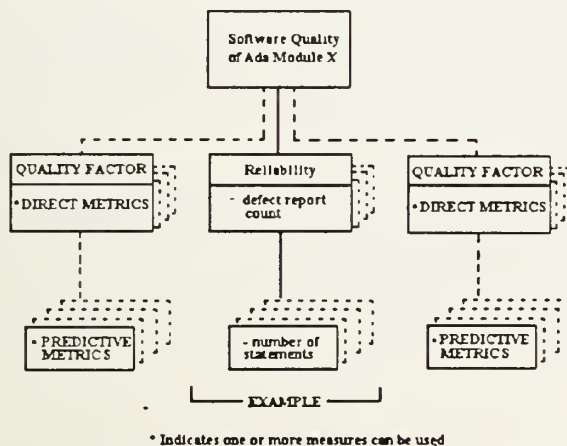 Software Quality
of Ada Module X
QUALITY FACTOR
• DIRECT METRICS
Reliability
- defect report
count
QUALITY FACTOR
• DIRECT METRICS
• PREDICTIVE
METRICS
- number of
statements
• PREDICTIVE
METRICS
EXAMPLE
* Indicates one or more measures can be used